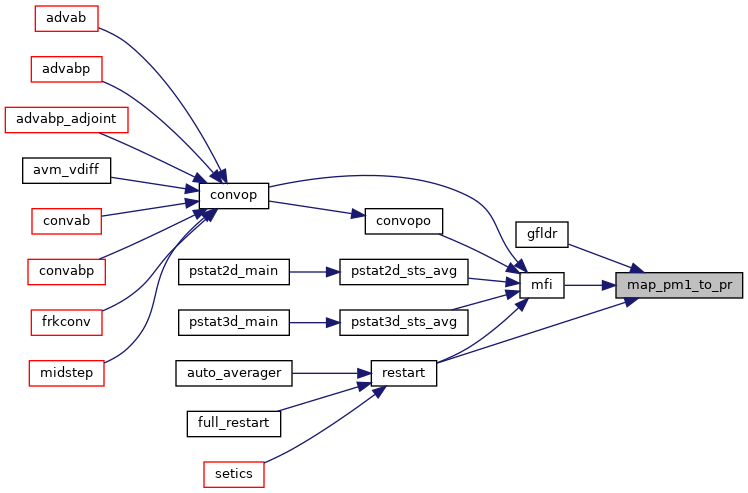 advab
advabp
advabp_adjoint
avm_vdiff
convop
convab
convopo
gfldr
convabp
pstat2d_main
pstat2d_sts_avg
mfi
map_pm1_to_pr
frkconv
pstat3d_main
pstat3d_sts_avg
midstep
auto_averager
restart
full_restart
setics